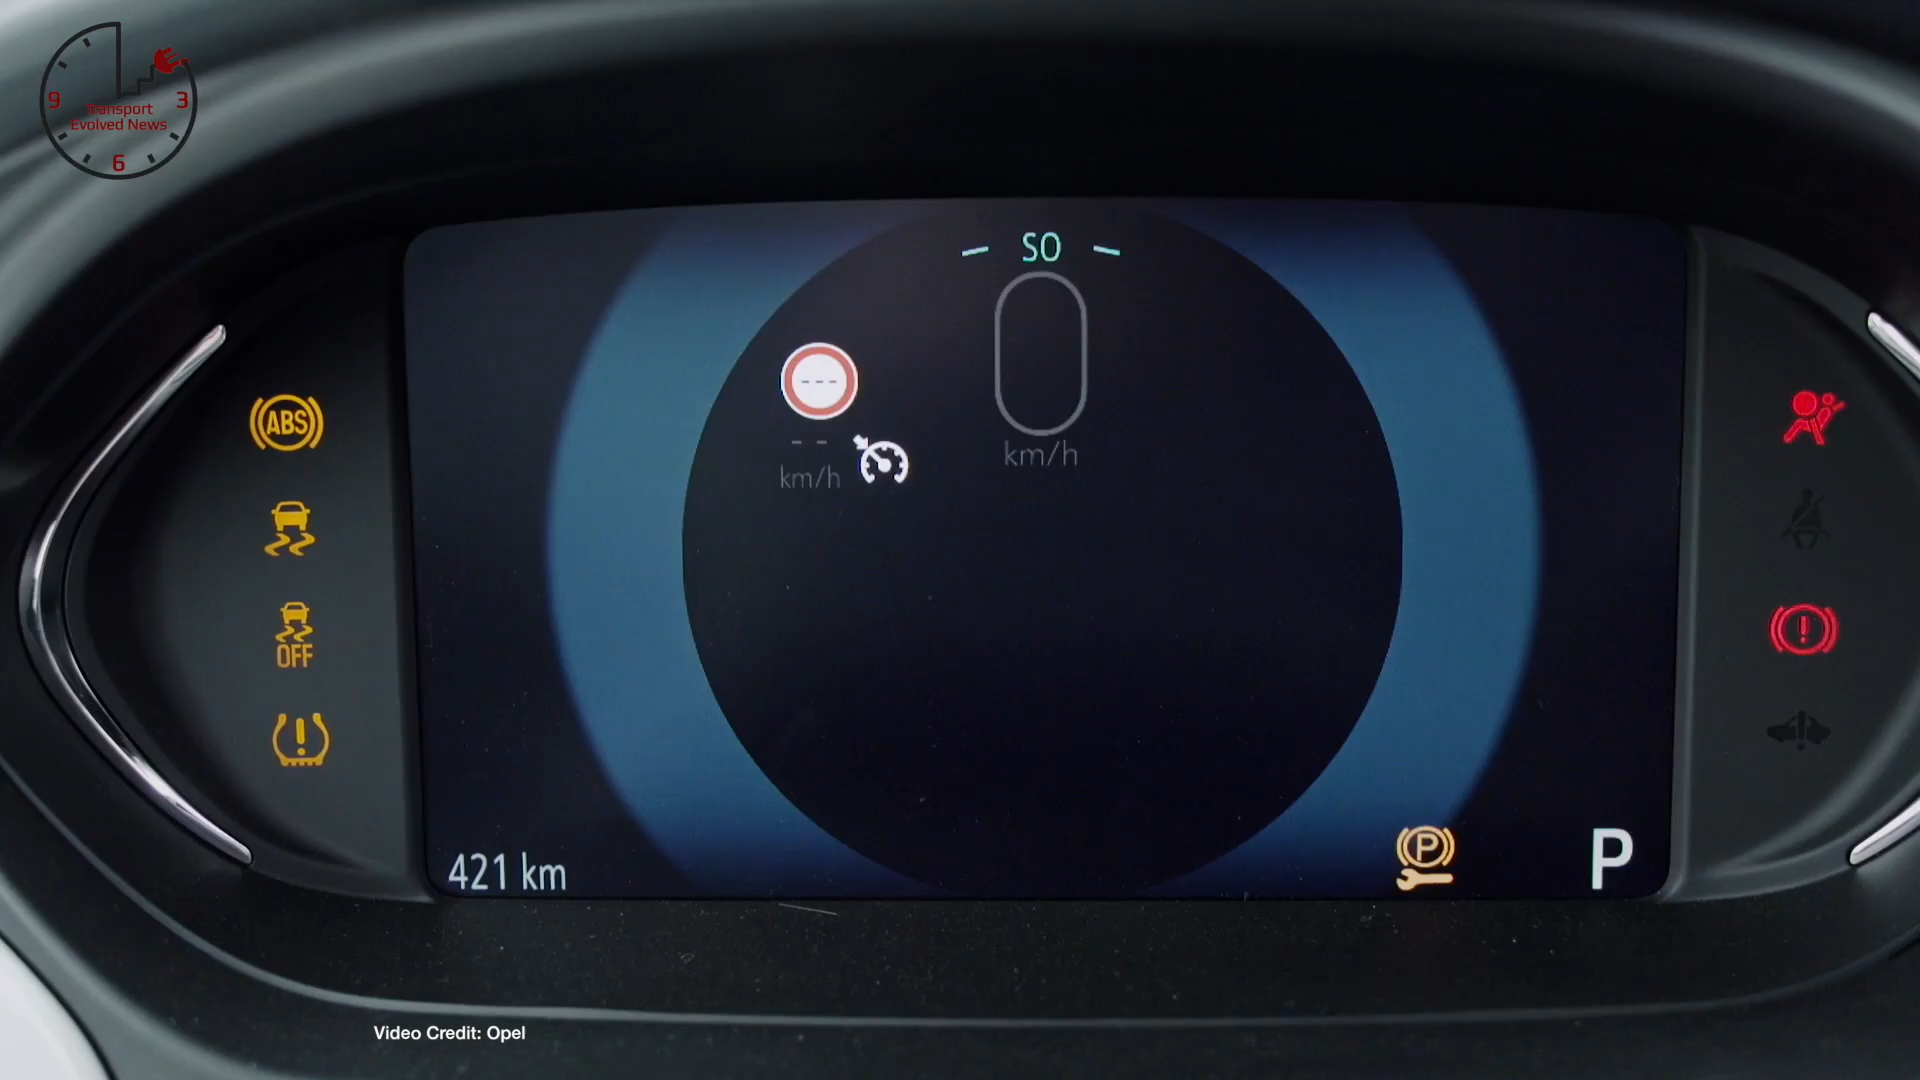 9
3
Transport
Evolved News
6
SO
---
--
km/h
km/h
ABS
OFF
421 km
P
P
Video Credit: Opel